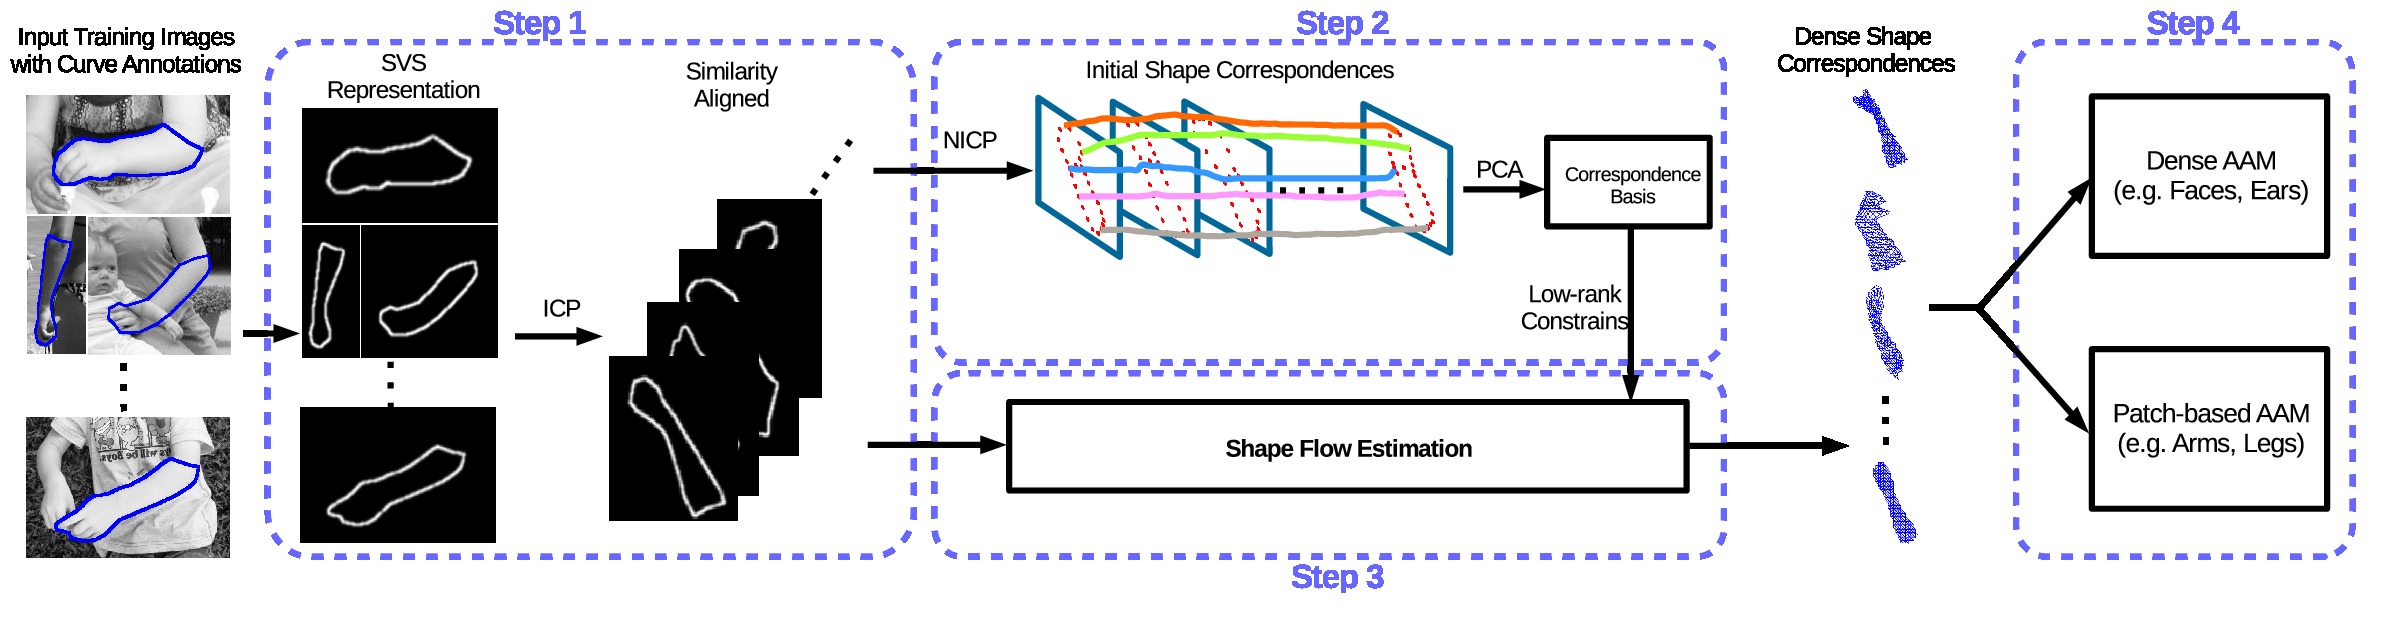 Step 1
Step 2
Step 4
Input Training Images
with Curve Annotations
SVS
Representation
Similarity
Aligned
Initial Shape Correspondences
Dense Shape
Correspondences
NICP
PCA
Correspondence
Basis
Dense AAM
(e.g. Faces, Ears)
ICP
Low-rank
Constrains
Shape Flow Estimation
Patch-based AAM
(e.g. Arms, Legs)
Step 3